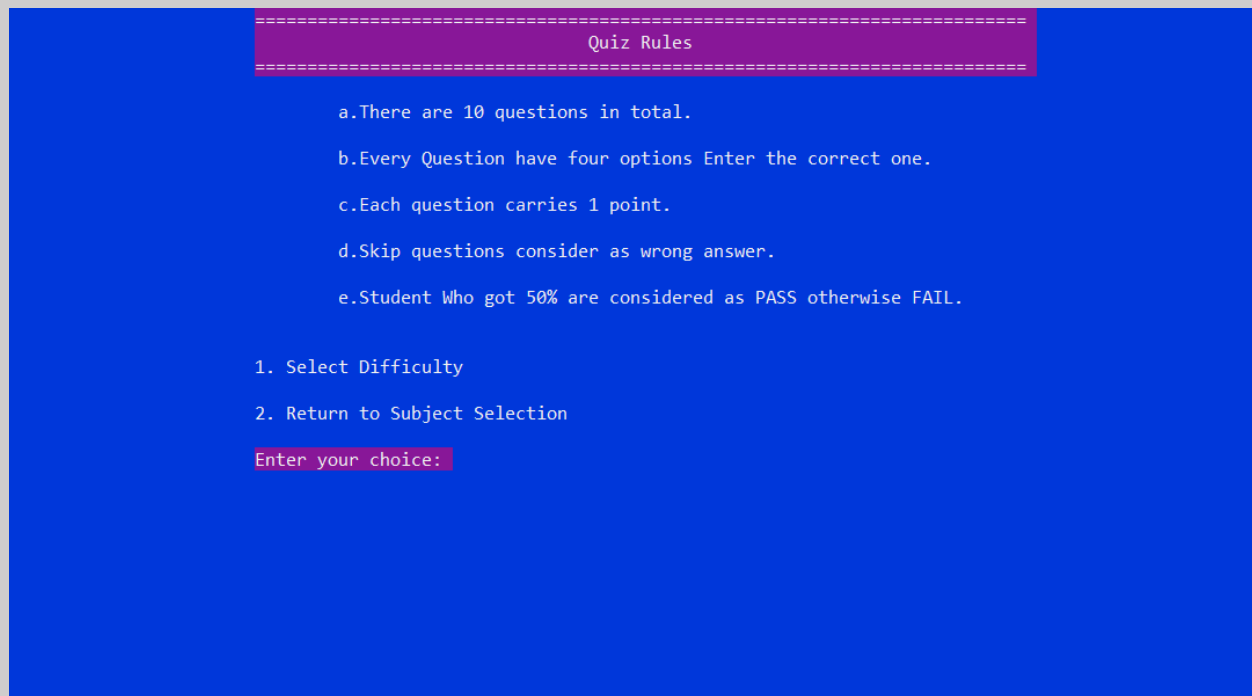 ==========================================================================
Quiz Rules
==========================================================================
a.There are 10 questions in total.
b.Every Question have four options Enter the correct one.
c.Each question carries 1 point.
d.Skip questions consider as wrong answer.
e.Student Who got 50% are considered as PASS otherwise FAIL.
1. Select Difficulty
2. Return to Subject Selection
Enter your choice: